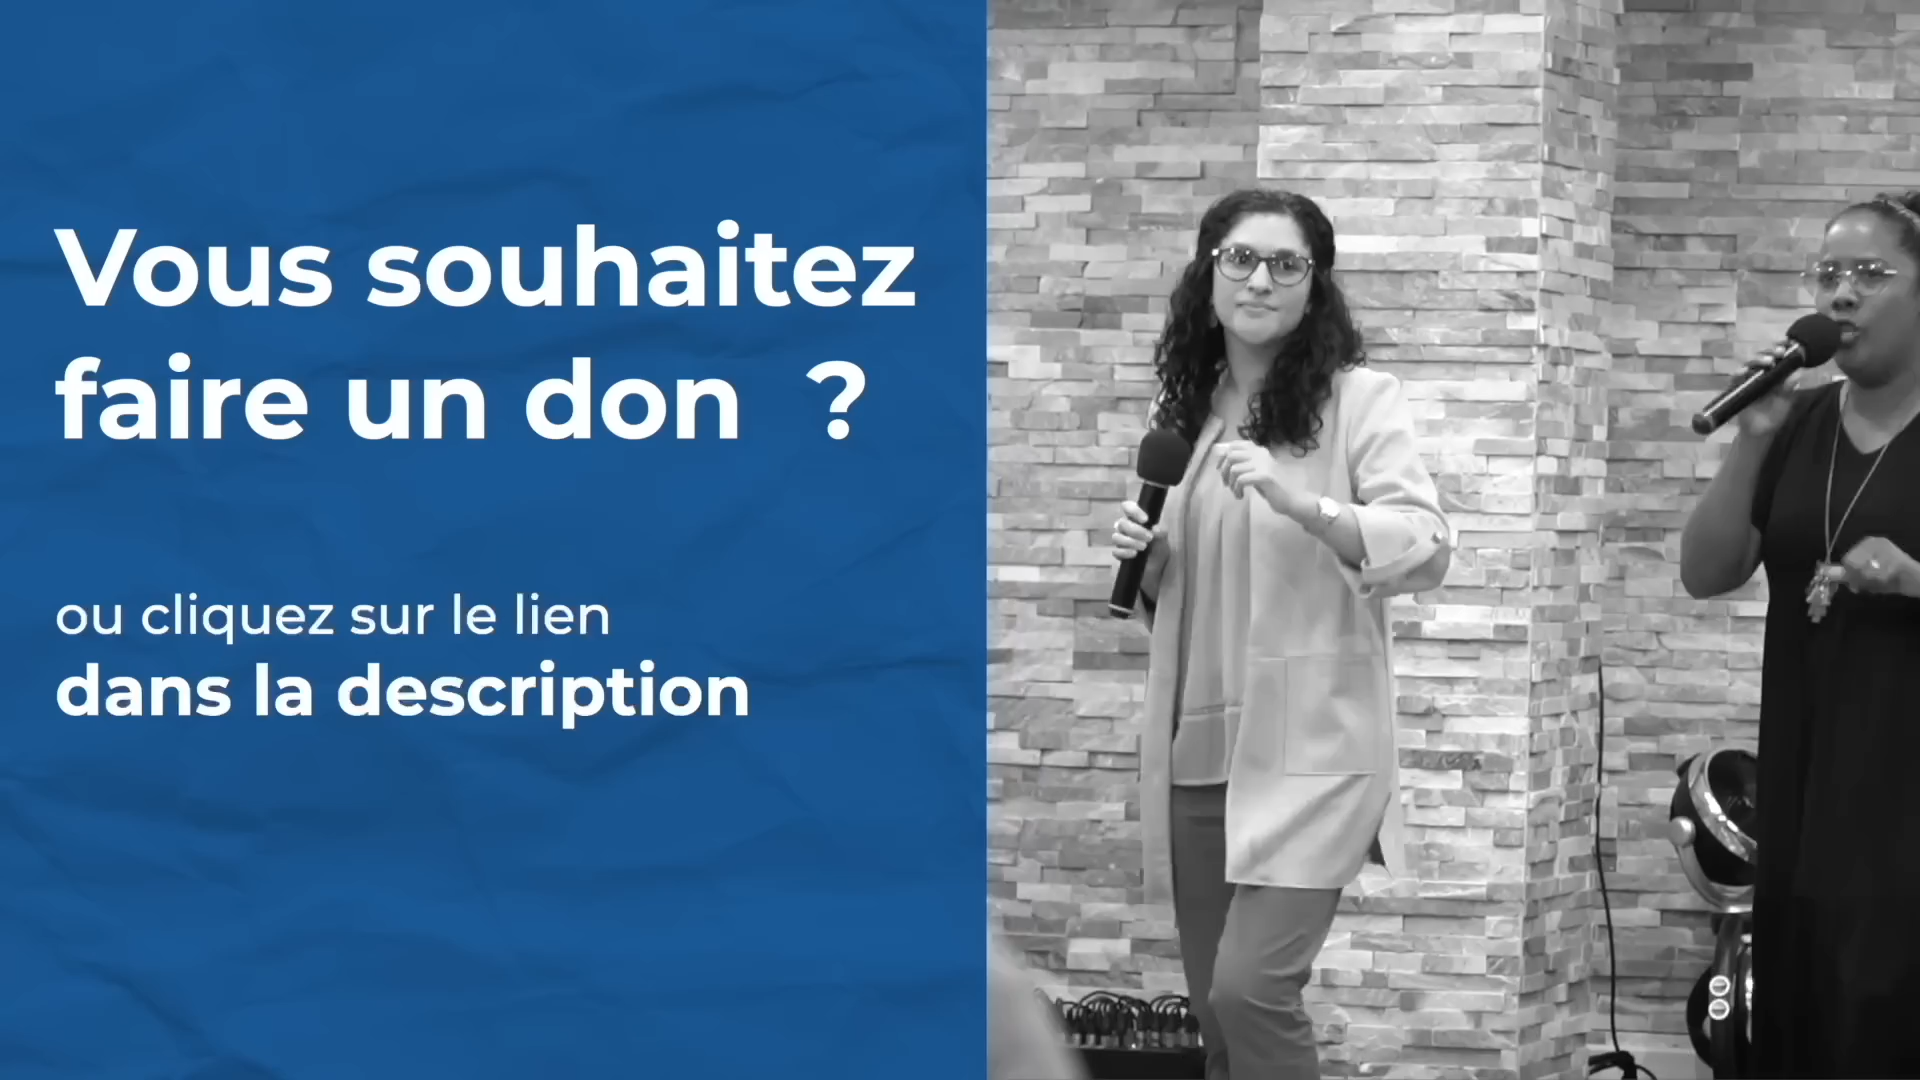 Vous souhaitez
faire un don  ?
ou cliquez sur le lien
dans la description